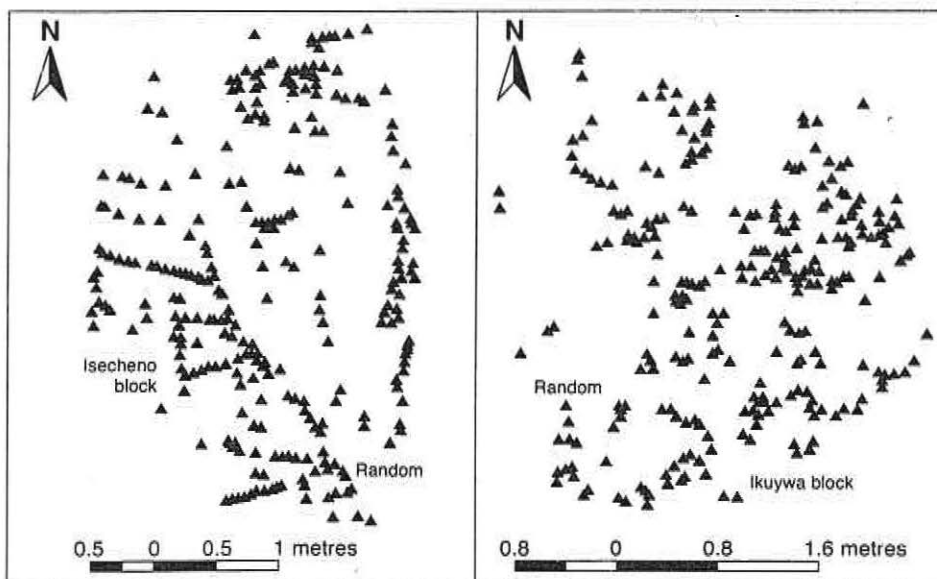 N
Isecheno
block
Random
0.5 0 0.5 1 metres
N
Random
Ikuywa block
0.8 0 0.8 1.6 metres